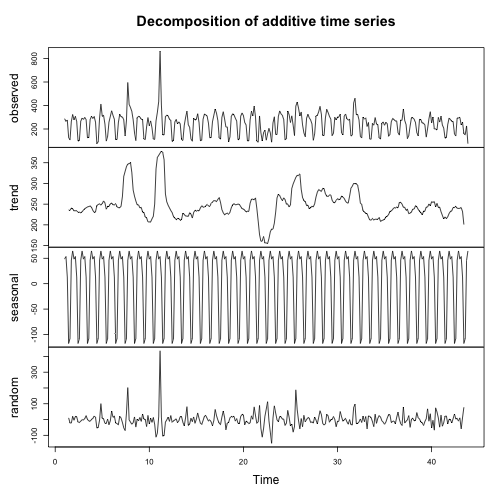 Decomposition of additive time series
observed
200 400 600 800
trend
150 200 250 300 350
seasonal
-100 -50 0 50
random
-100 100 300
0 10 20 30 40
Time